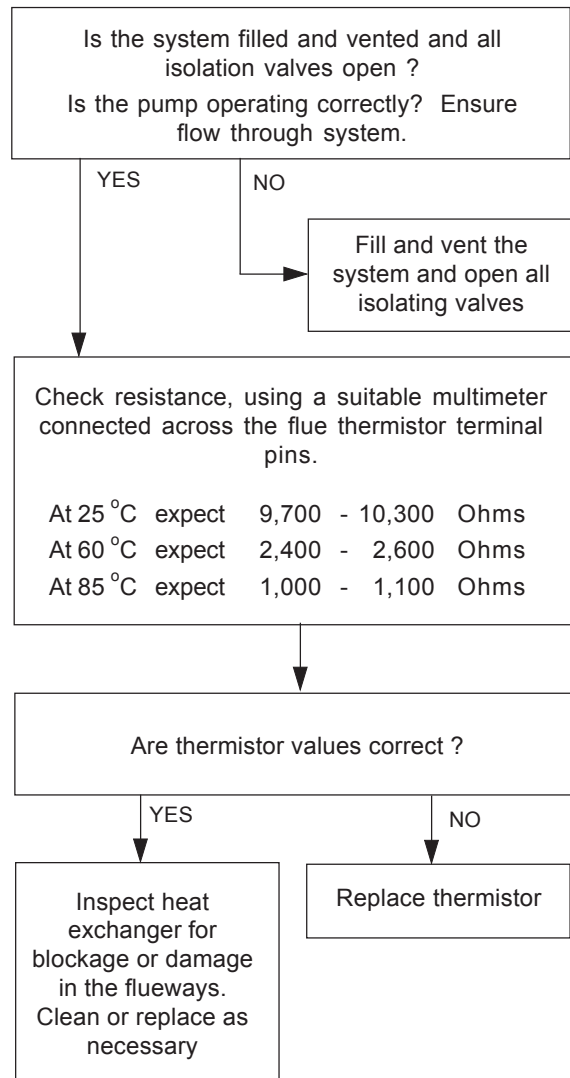 Is the system filled and vented and all
isolation valves open ?
Is the pump operating correctly? Ensure
flow through system.
YES
NO
Fill and vent the
system and open all
isolating valves
Check resistance, using a suitable multimeter
connected across the flue thermistor terminal
pins.
At 25 °C expect 9,700 - 10,300 Ohms
At 60 °C expect 2,400 - 2,600 Ohms
At 85 °C expect 1,000 - 1,100 Ohms
Are thermistor values correct ?
YES
NO
Inspect heat
exchanger for
blockage or damage
in the flueways.
Clean or replace as
necessary
Replace thermistor